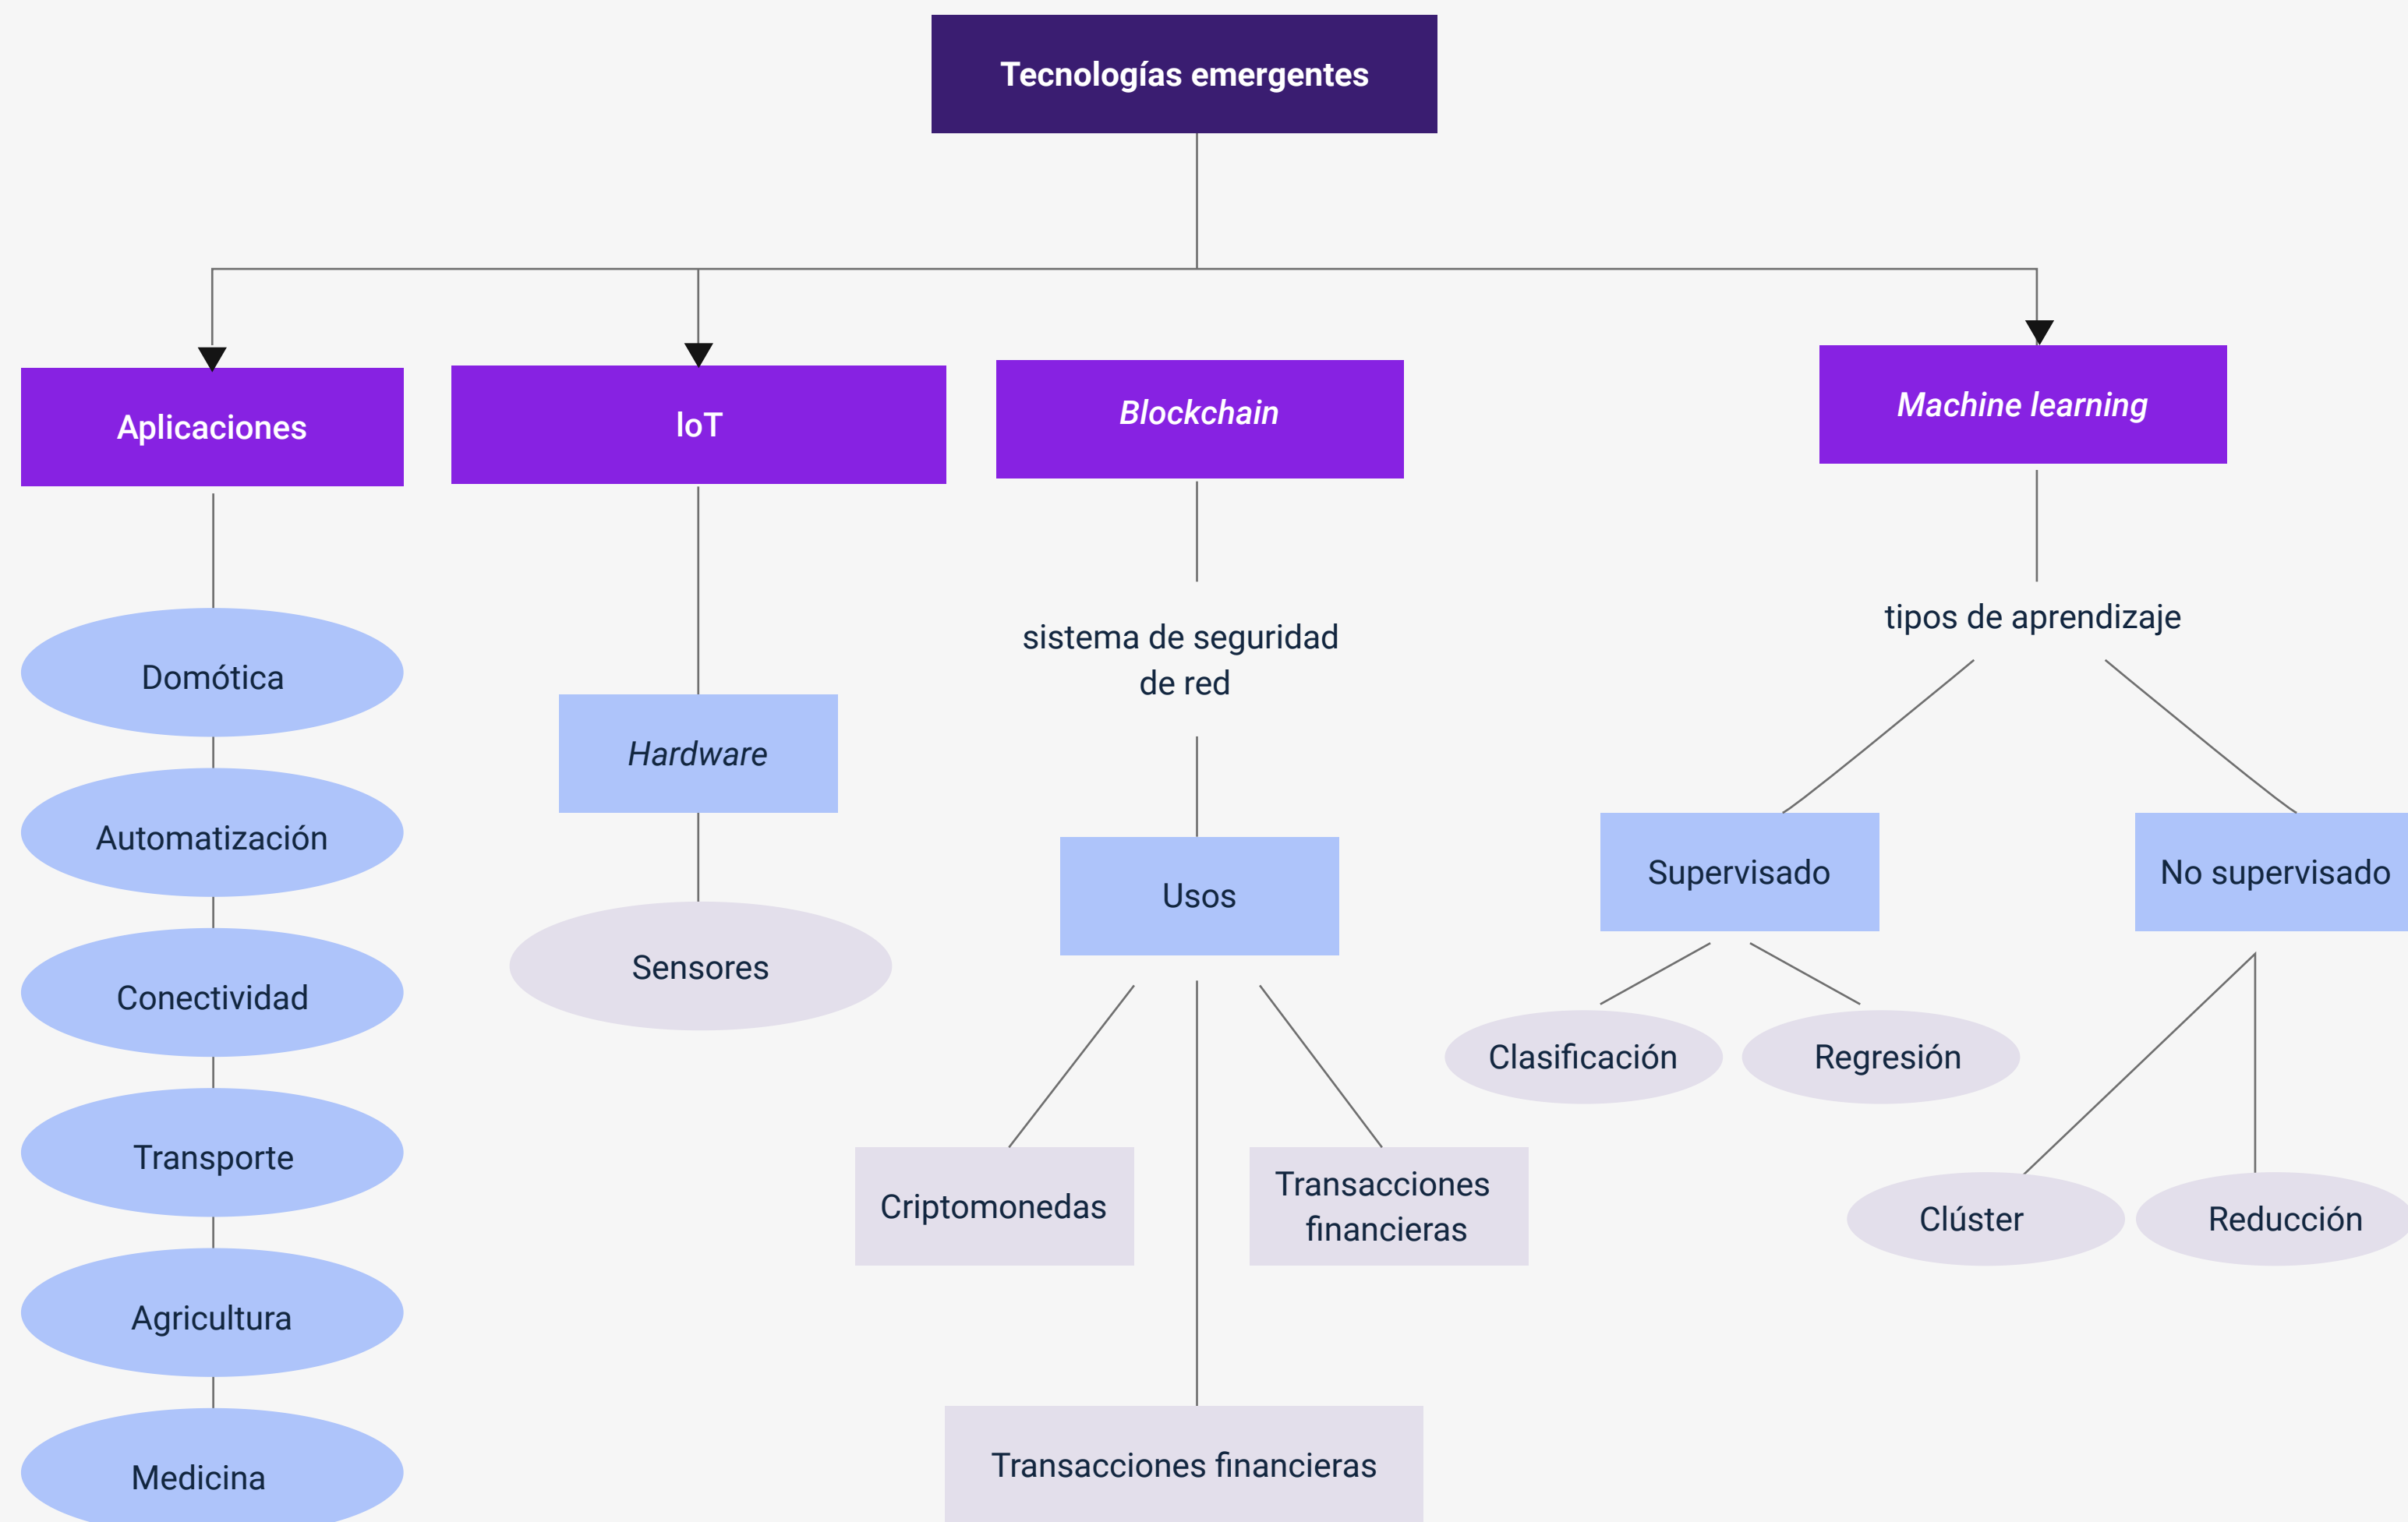 Tecnologías emergentes
Aplicaciones
IoT
Blockchain
Machine learning
Domótica
Automatización
Conectividad
Transporte
Agricultura
Medicina
Hardware
Sensores
sistema de seguridad
de red
Usos
Criptomonedas
Transacciones
financieras
Transacciones financieras
tipos de aprendizaje
Supervisado
No supervisado
Clasificación
Regresión
Clúster
Reducción